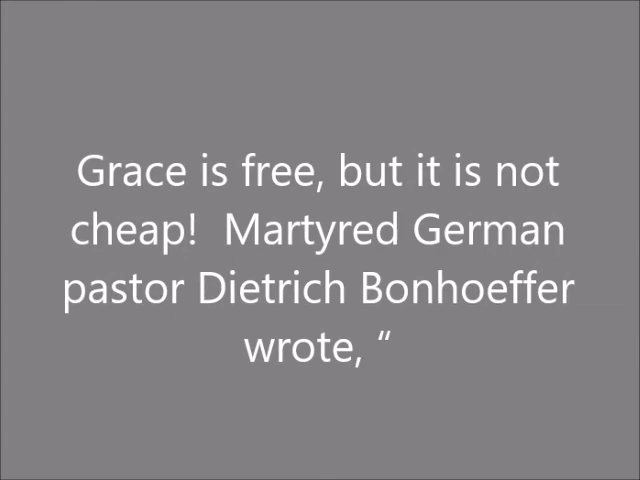 Grace is free, but it is not
cheap!  Martyred German
pastor Dietrich Bonhoeffer
wrote, “